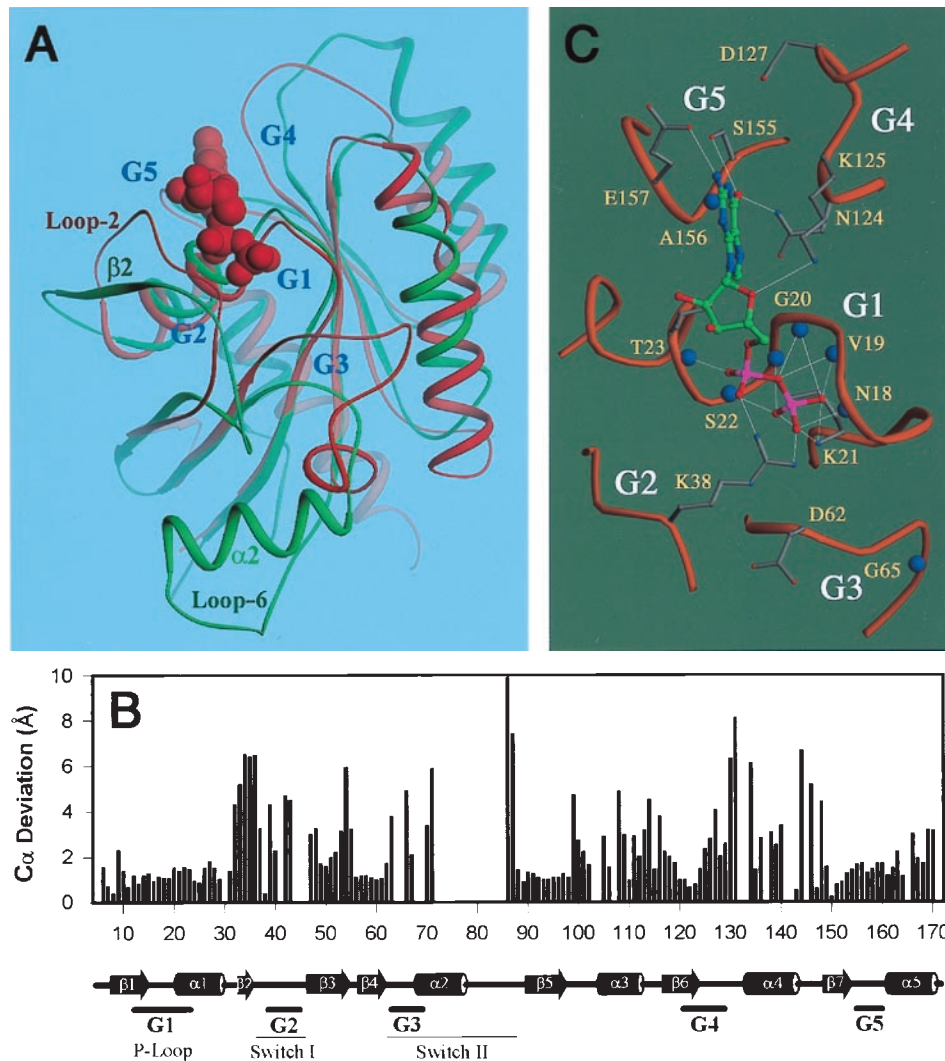 A
G4
G5
Loop-2
β2
G1
G2
G3
α2
Loop-6
C
D127
G5
S155
G4
K125
E157
N124
A156
G20
G1
T23
V19
N18
S22
K21
G2
K38
D62
G65
G3
B
Cα Deviation (Å)
10
8
6
4
2
0
10 20 30 40 50 60 70 80 90 100 110 120 130 140 150 160 170
β1 α1 β2 β3 β4 α2 β5 α3 β6 α4 β7 α5
G1 G2 G3 G4 G5
P-Loop Switch I Switch II